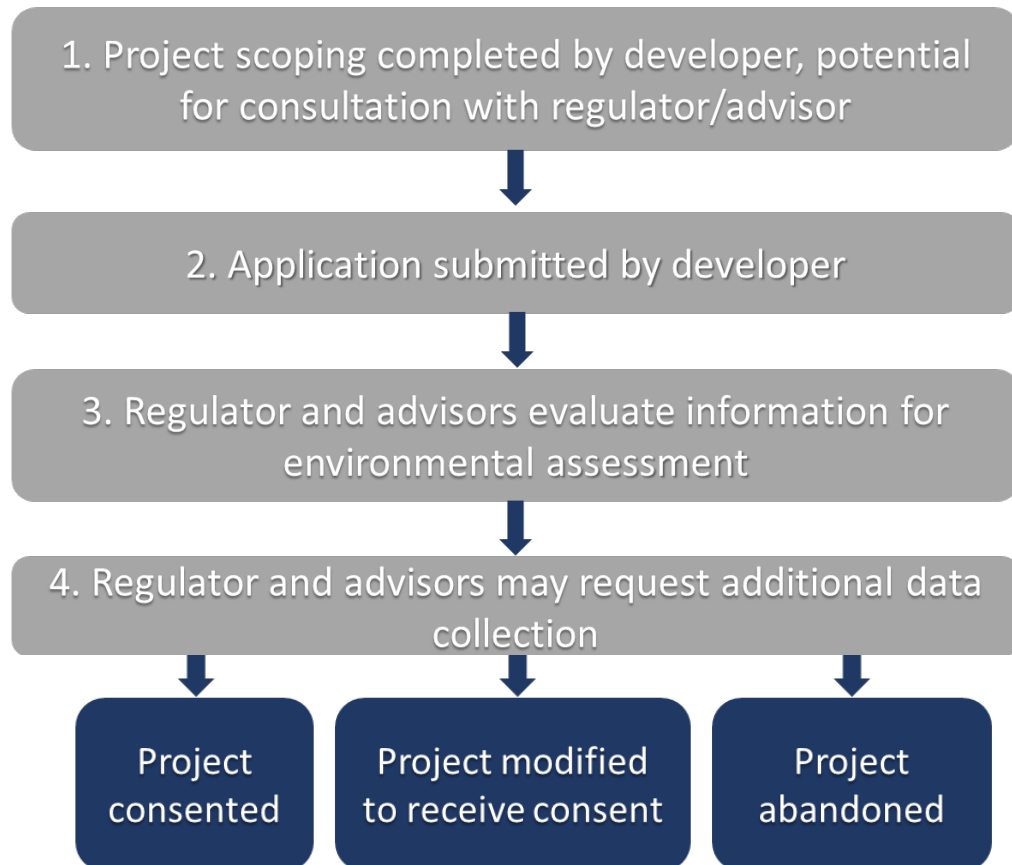 1. Project scoping completed by developer, potential
for consultation with regulator/advisor
2. Application submitted by developer
3. Regulator and advisors evaluate information for
environmental assessment
4. Regulator and advisors may request additional data
collection
Project
consented
Project modified
to receive consent
Project
abandoned